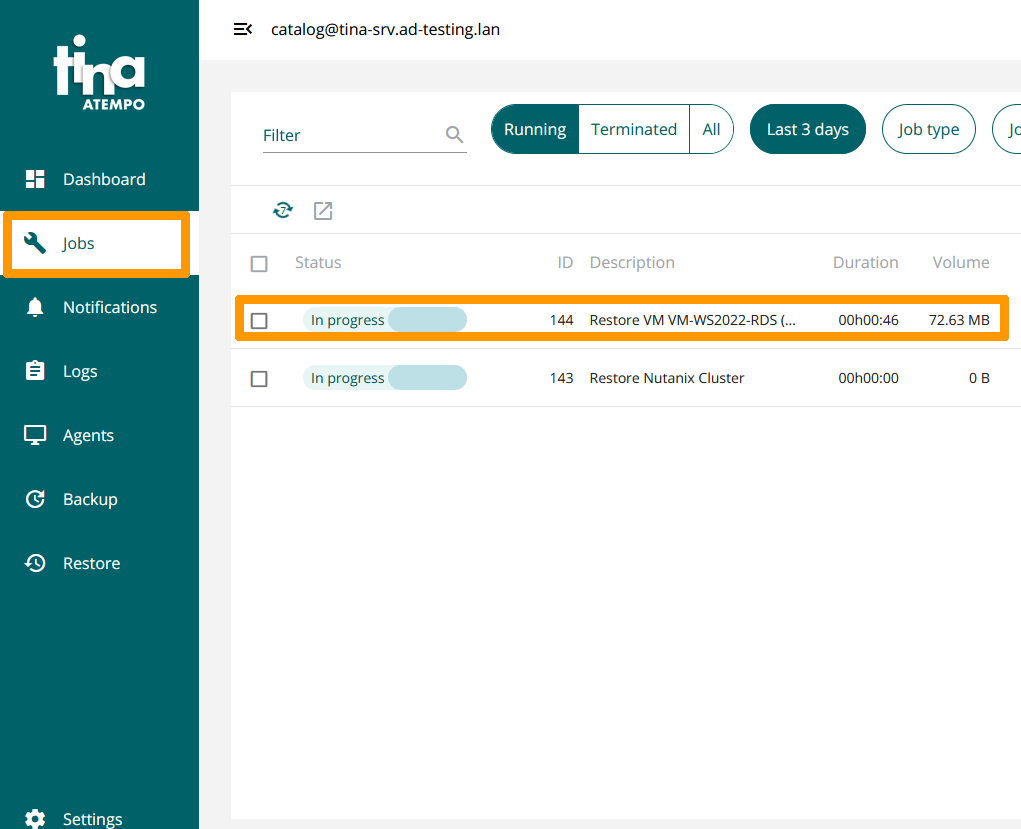 tina
ATEMPO
Dashboard
Jobs
Notifications
Logs
Agents
Backup
Restore
Settings
catalog@tina-srv.ad-testing.lan
Filter
Running Terminated All Last 3 days Job type Jo
7
Status ID Description Duration Volume
In progress 144 Restore VM VM-WS2022-RDS (... 00h00:46 72.63 MB
In progress 143 Restore Nutanix Cluster 00h00:00 0 B